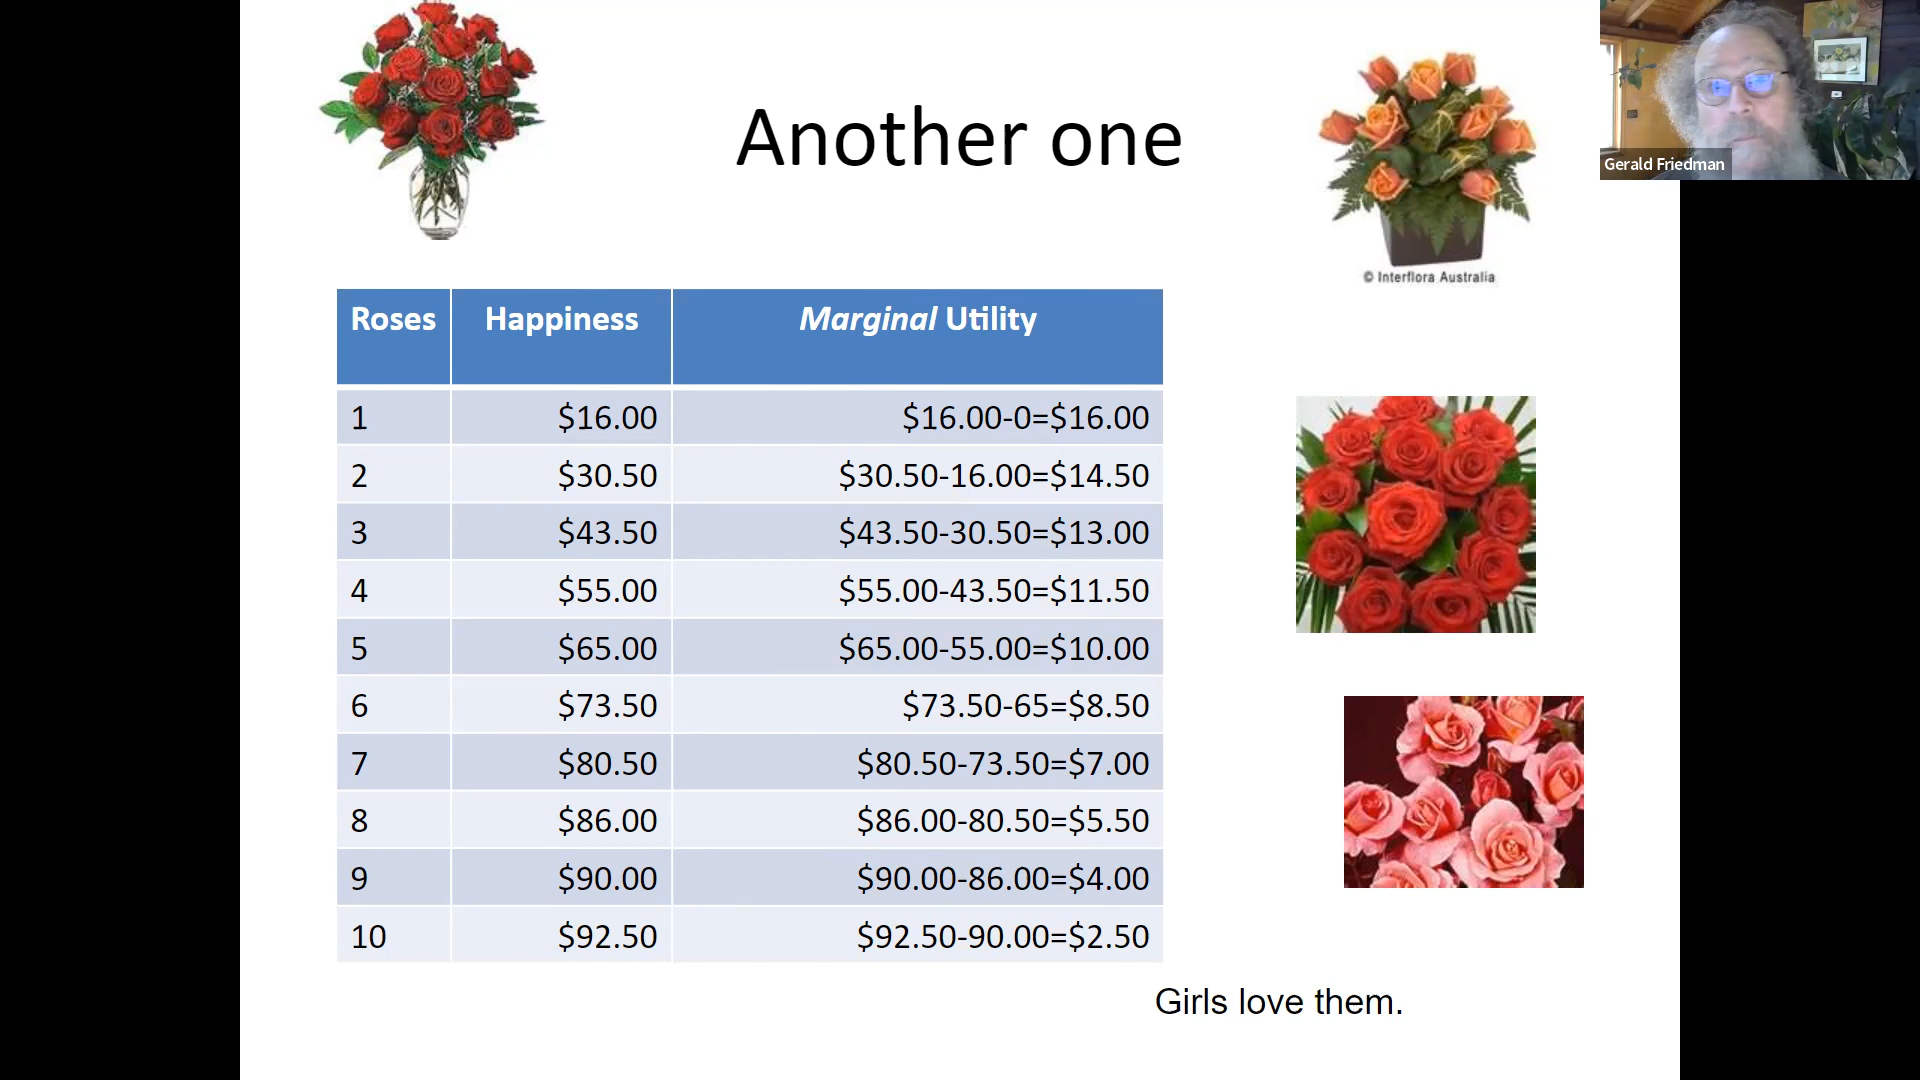 Another one
Gerald Friedman
© Interflora Australia
Roses Happiness Marginal Utility
1 $16.00 $16.00-0=$16.00
2 $30.50 $30.50-16.00=$14.50
3 $43.50 $43.50-30.50=$13.00
4 $55.00 $55.00-43.50=$11.50
5 $65.00 $65.00-55.00=$10.00
6 $73.50 $73.50-65=$8.50
7 $80.50 $80.50-73.50=$7.00
8 $86.00 $86.00-80.50=$5.50
9 $90.00 $90.00-86.00=$4.00
10 $92.50 $92.50-90.00=$2.50
Girls love them.